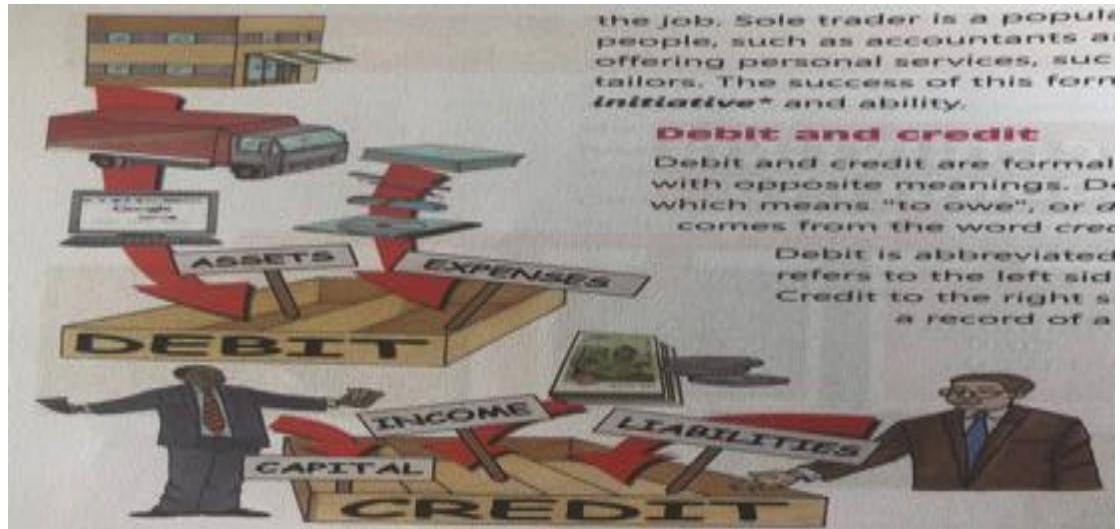 the job. Sole trader is a popula
people, such as accountants a
offering personal services, suc
tailors. The success of this form
initiative* and ability.
Debit and credit
Debit and credit are formal
with opposite meanings. D
which means "to owe", or a
comes from the word cred
Debit is abbreviated
refers to the left sid
Credit to the right s
a record of a
Google
ASSETS
EXPENSES
DEBIT
INCOME
LIABILITIES
CAPITAL
CREDIT